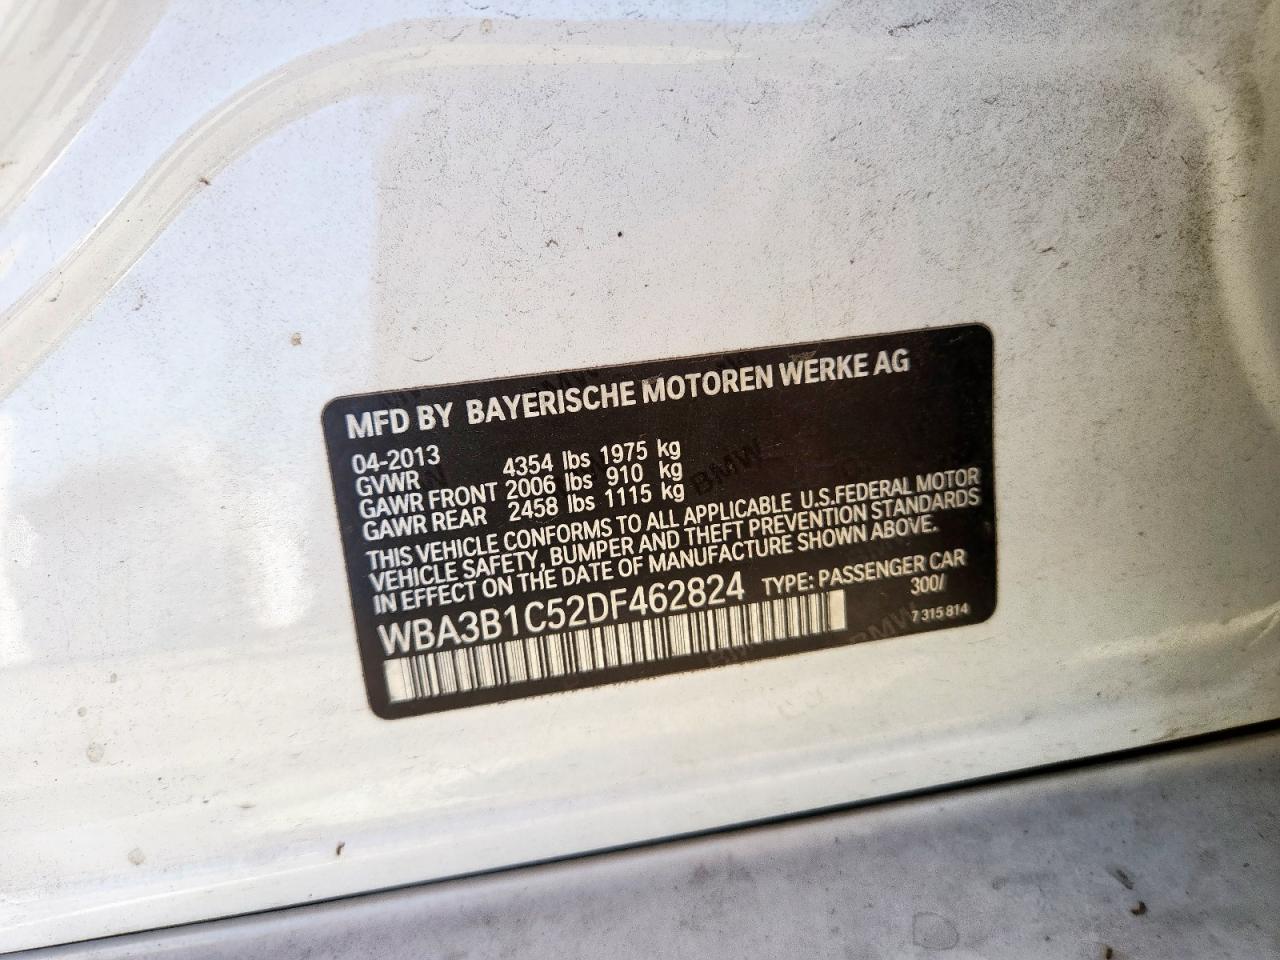 MFD BY BAYERISCHE MOTOREN WERKE AG
04-2013
GVWR 4354 lbs 1975 kg
GAWR FRONT 2006 lbs 910 kg
GAWR REAR 2458 lbs 1115 kg
THIS VEHICLE CONFORMS TO ALL APPLICABLE U.S.FEDERAL MOTOR
VEHICLE SAFETY, BUMPER AND THEFT PREVENTION STANDARDS
IN EFFECT ON THE DATE OF MANUFACTURE SHOWN ABOVE.
WBA3B1C52DF462824 TYPE: PASSENGER CAR
300/
7 315 814
BMW
BMW